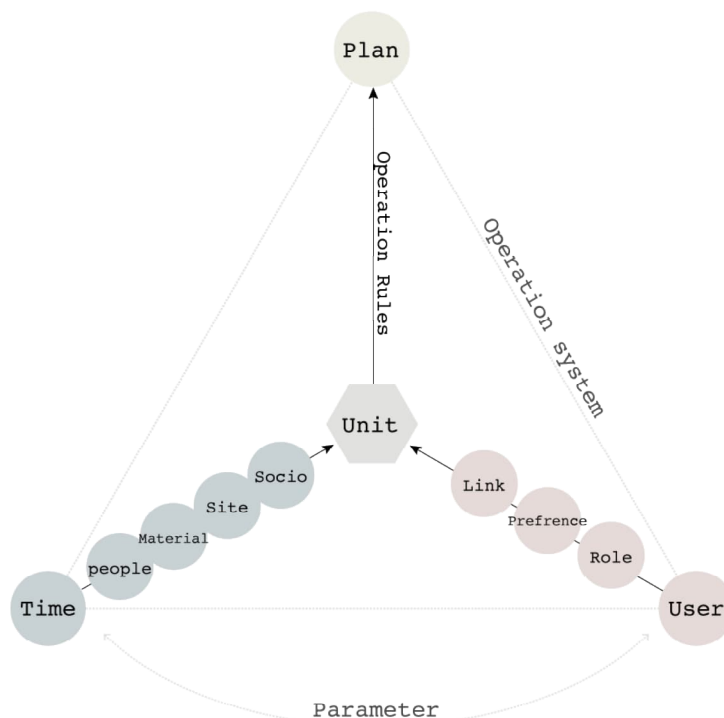 Plan
Operation Rules
Operation system
Unit
Socio
Link
Site
Prefrence
Material
Role
people
Time
User
Parameter